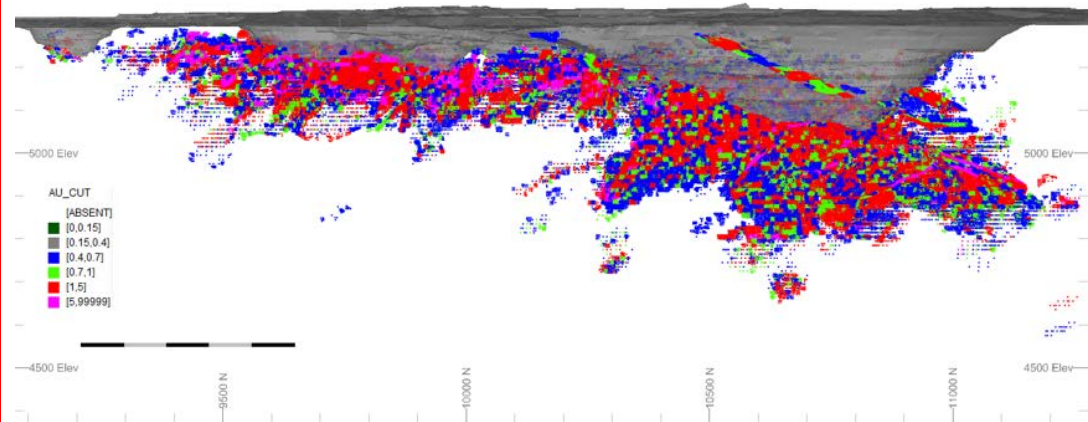 5000 Elev
5000 Elev
AU_CUT
[ABSENT]
[0,0.15]
[0.15,0.4]
[0.4,0.7]
[0.7,1]
[1,5]
[5,99999]
4500 Elev
4500 Elev
9500 N
10000 N
10500 N
11000 N